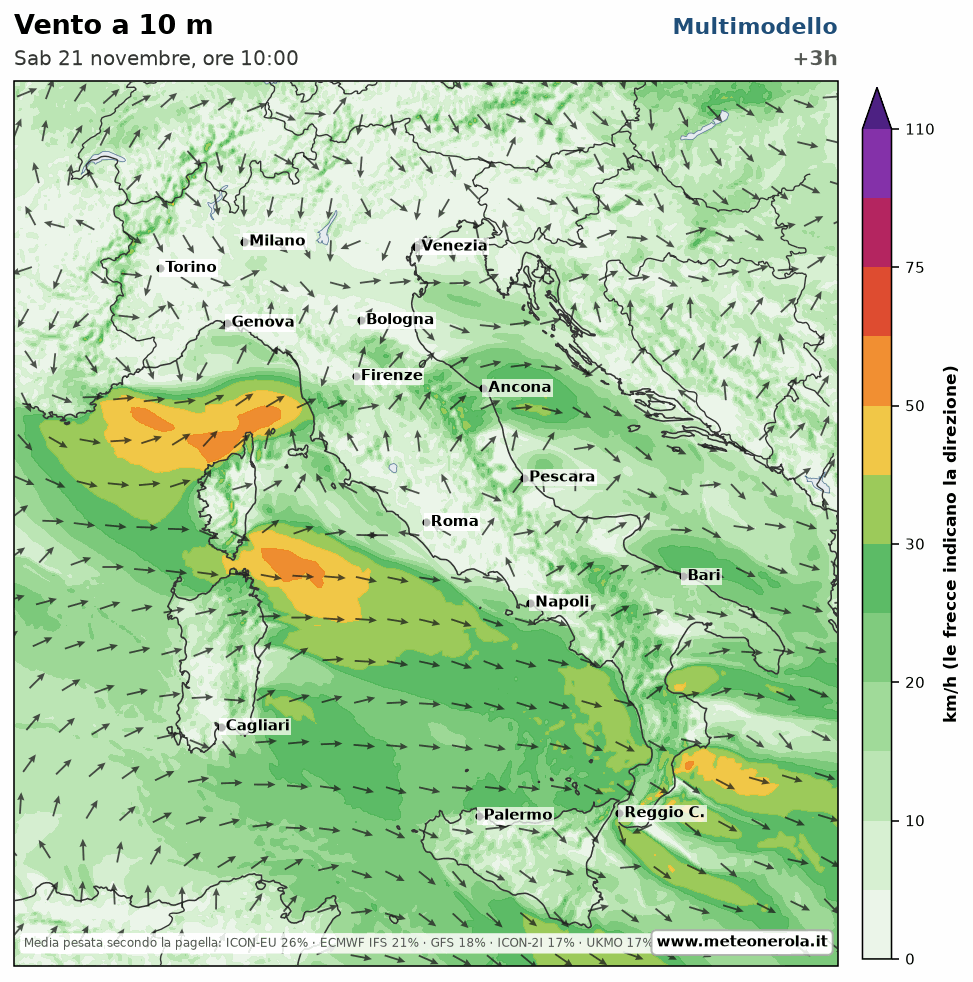 Vento a 10 m
Multimodello
Sab 21 novembre, ore 10:00
+3h
110
75
50
30
20
10
0
km/h (le frecce indicano la direzione)
Milano
Venezia
Torino
Genova
Bologna
Firenze
Ancona
Pescara
Roma
Bari
Napoli
Cagliari
Palermo
Reggio C.
Media pesata secondo la pagella: ICON-EU 26% · ECMWF IFS 21% · GFS 18% · ICON-2I 17% · UKMO 17%
www.meteonerola.it